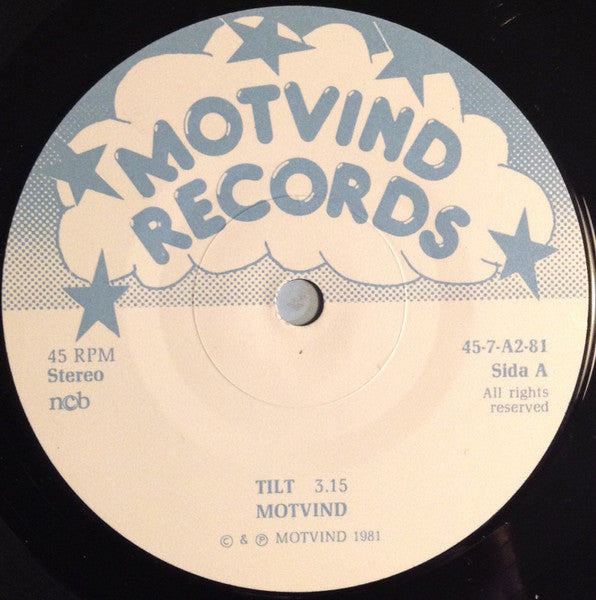 MOTVIND
RECORDS
45 RPM
Stereo
ncb
45-7-A2-81
Sida A
All rights
reserved
TILT 3.15
MOTVIND
© & ℗ MOTVIND 1981